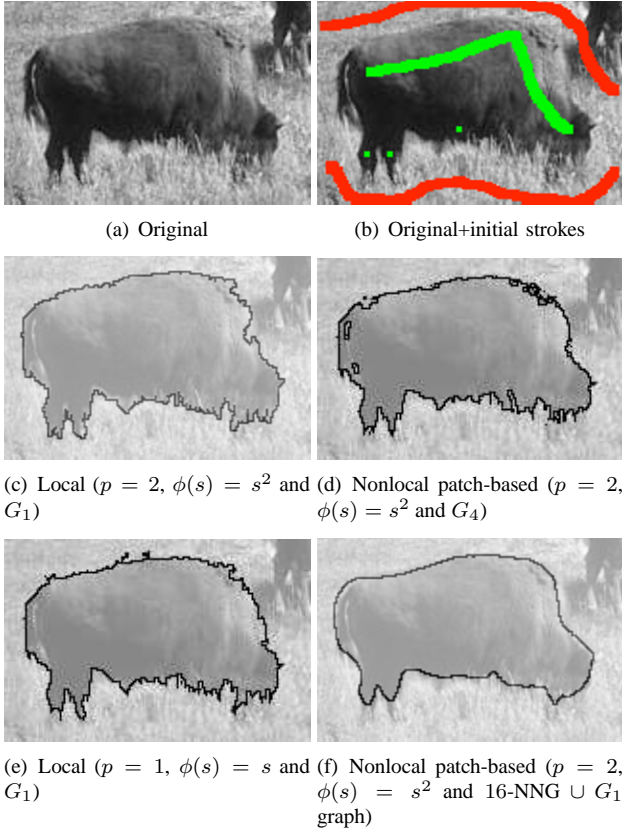 (a) Original
(b) Original+initial strokes
(c) Local (p = 2, ϕ(s) = s² and
G₁)
(d) Nonlocal patch-based (p = 2,
ϕ(s) = s² and G₄)
(e) Local (p = 1, ϕ(s) = s and
G₁)
(f) Nonlocal patch-based (p = 2,
ϕ(s) = s² and 16-NNG ∪ G₁
graph)